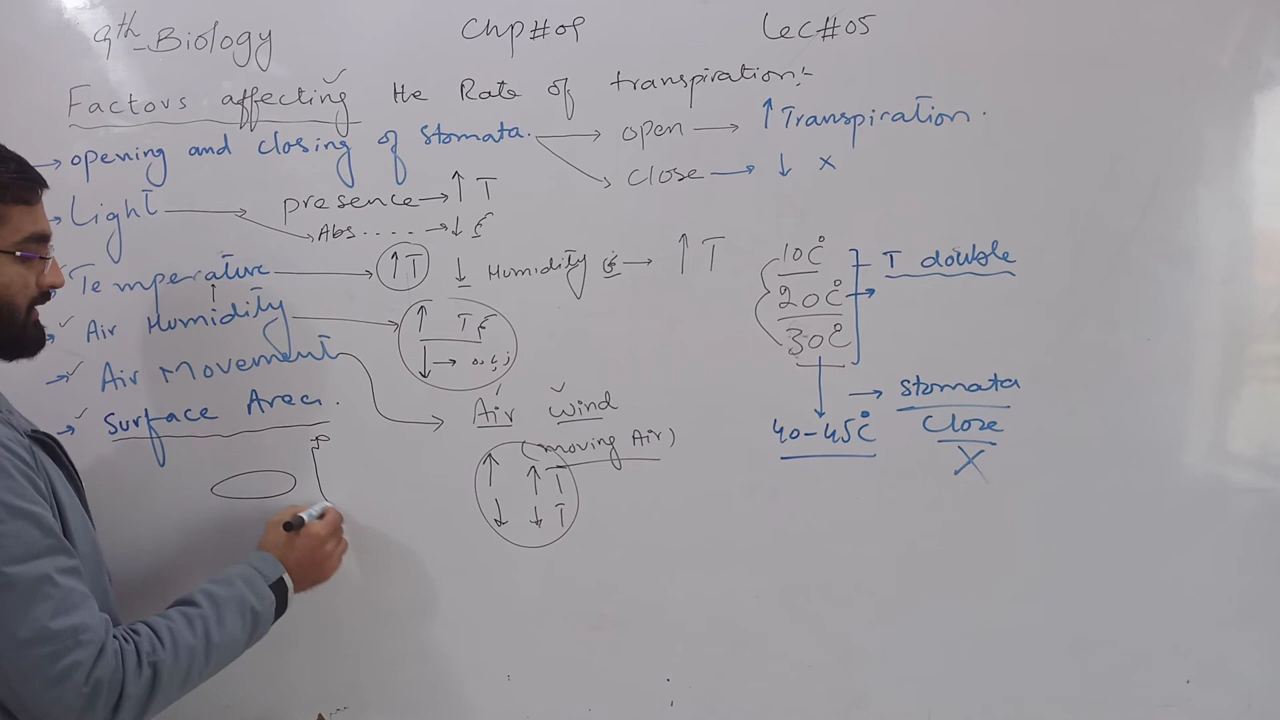 9th Biology Chp#09 Lec#05
Factors affecting the Rate of transpiration:-
→ opening and closing of stomata. → open → ↑ Transpiration.
→ close → ↓ ×
→ Light → presence → ↑ T
→ Abs.... → ↓
→ Temperature → ↑T ↓ Humidity → ↑ T
10°C
20°C → T double
30°C
→ Air Humidity → ↑ T
↓ → زیادہ
→ Air Movement → Air wind
(moving Air)
↑ ↑ T
↓ ↓ T
→ Surface Area.
40-45°C → stomata
Close
X